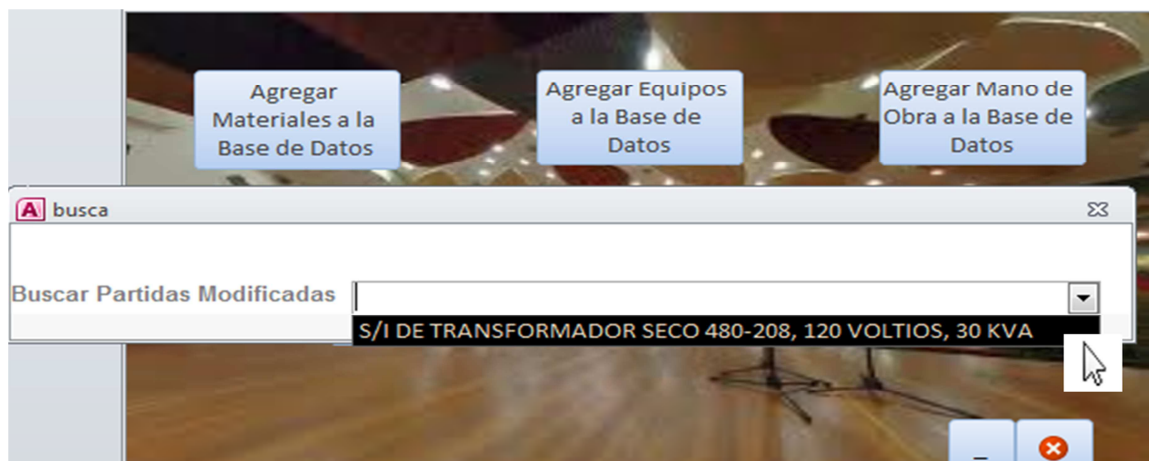 Agregar
Materiales a la
Base de Datos
Agregar Equipos
a la Base de
Datos
Agregar Mano de
Obra a la Base de
Datos
A busca
Buscar Partidas Modificadas
S/I DE TRANSFORMADOR SECO 480-208, 120 VOLTIOS, 30 KVA